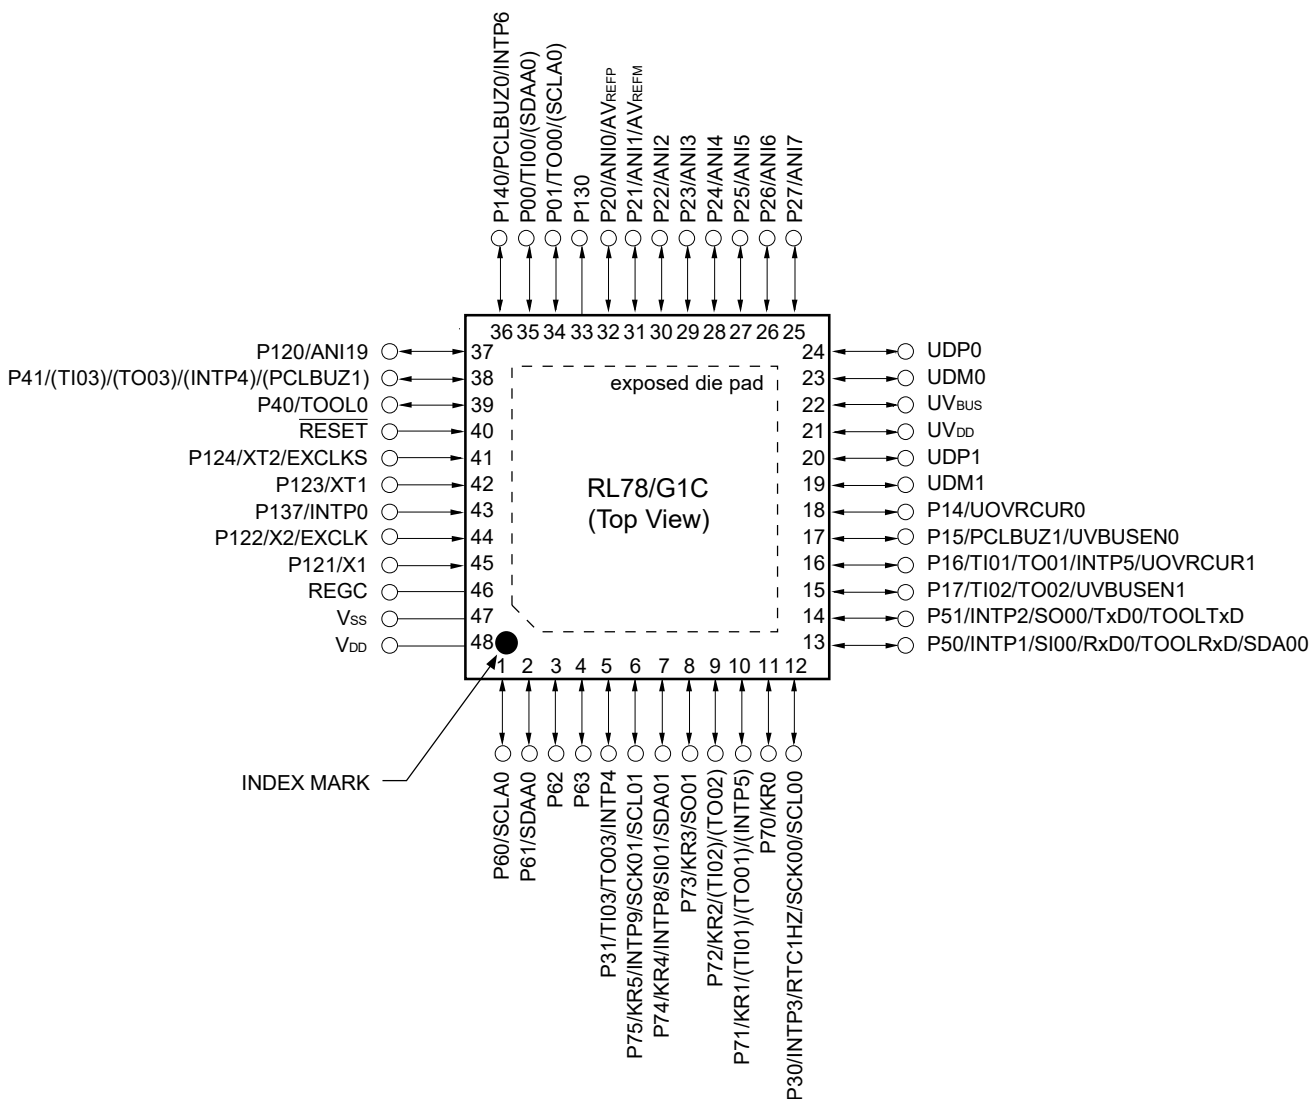 P140/PCLBUZ0/INTP6
P00/TI00/(SDAA0)
P01/TO00/(SCLA0)
P130
P20/ANI0/AVREFP
P21/ANI1/AVREFM
P22/ANI2
P23/ANI3
P24/ANI4
P25/ANI5
P26/ANI6
P27/ANI7
36 35 34 33 32 31 30 29 28 27 26 25
P120/ANI19 37
P41/(TI03)/(TO03)/(INTP4)/(PCLBUZ1) 38
P40/TOOL0 39
RESET 40
P124/XT2/EXCLKS 41
P123/XT1 42
P137/INTP0 43
P122/X2/EXCLK 44
P121/X1 45
REGC 46
VSS 47
VDD 48
exposed die pad
RL78/G1C
(Top View)
24 UDP0
23 UDM0
22 UVBUS
21 UVDD
20 UDP1
19 UDM1
18 P14/UOVRCUR0
17 P15/PCLBUZ1/UVBUSEN0
16 P16/TI01/TO01/INTP5/UOVRCUR1
15 P17/TI02/TO02/UVBUSEN1
14 P51/INTP2/SO00/TxD0/TOOLTxD
13 P50/INTP1/SI00/RxD0/TOOLRxD/SDA00
1 2 3 4 5 6 7 8 9 10 11 12
INDEX MARK
P60/SCLA0
P61/SDAA0
P62
P63
P31/TI03/TO03/INTP4
P75/KR5/INTP9/SCK01/SCL01
P74/KR4/INTP8/SI01/SDA01
P73/KR3/SO01
P72/KR2/(TI02)/(TO02)
P71/KR1/(TI01)/(TO01)/(INTP5)
P70/KR0
P30/INTP3/RTC1HZ/SCK00/SCL00